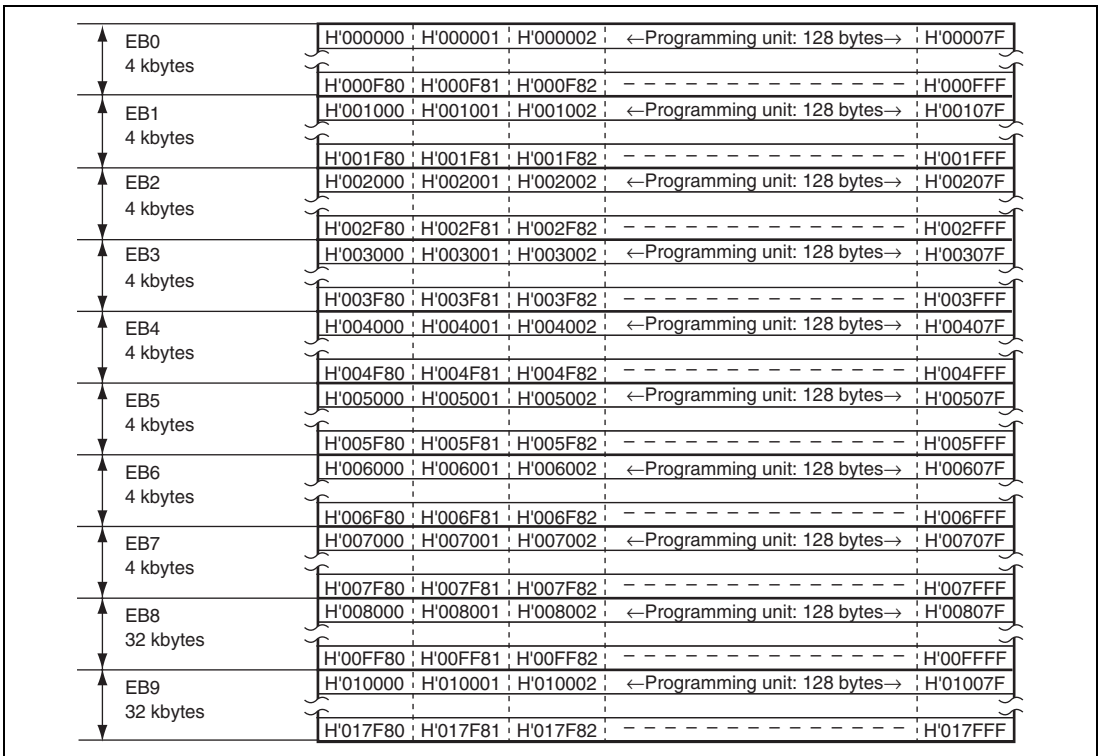 EB0
4 kbytes
H'000000 H'000001 H'000002 ←Programming unit: 128 bytes→ H'00007F
H'000F80 H'000F81 H'000F82 – – – – – – – – – – – – – – H'000FFF
EB1
4 kbytes
H'001000 H'001001 H'001002 ←Programming unit: 128 bytes→ H'00107F
H'001F80 H'001F81 H'001F82 – – – – – – – – – – – – – – H'001FFF
EB2
4 kbytes
H'002000 H'002001 H'002002 ←Programming unit: 128 bytes→ H'00207F
H'002F80 H'002F81 H'002F82 – – – – – – – – – – – – – – H'002FFF
EB3
4 kbytes
H'003000 H'003001 H'003002 ←Programming unit: 128 bytes→ H'00307F
H'003F80 H'003F81 H'003F82 – – – – – – – – – – – – – – H'003FFF
EB4
4 kbytes
H'004000 H'004001 H'004002 ←Programming unit: 128 bytes→ H'00407F
H'004F80 H'004F81 H'004F82 – – – – – – – – – – – – – – H'004FFF
EB5
4 kbytes
H'005000 H'005001 H'005002 ←Programming unit: 128 bytes→ H'00507F
H'005F80 H'005F81 H'005F82 – – – – – – – – – – – – – – H'005FFF
EB6
4 kbytes
H'006000 H'006001 H'006002 ←Programming unit: 128 bytes→ H'00607F
H'006F80 H'006F81 H'006F82 – – – – – – – – – – – – – – H'006FFF
EB7
4 kbytes
H'007000 H'007001 H'007002 ←Programming unit: 128 bytes→ H'00707F
H'007F80 H'007F81 H'007F82 – – – – – – – – – – – – – – H'007FFF
EB8
32 kbytes
H'008000 H'008001 H'008002 ←Programming unit: 128 bytes→ H'00807F
H'00FF80 H'00FF81 H'00FF82 – – – – – – – – – – – – – – H'00FFFF
EB9
32 kbytes
H'010000 H'010001 H'010002 ←Programming unit: 128 bytes→ H'01007F
H'017F80 H'017F81 H'017F82 – – – – – – – – – – – – – – H'017FFF